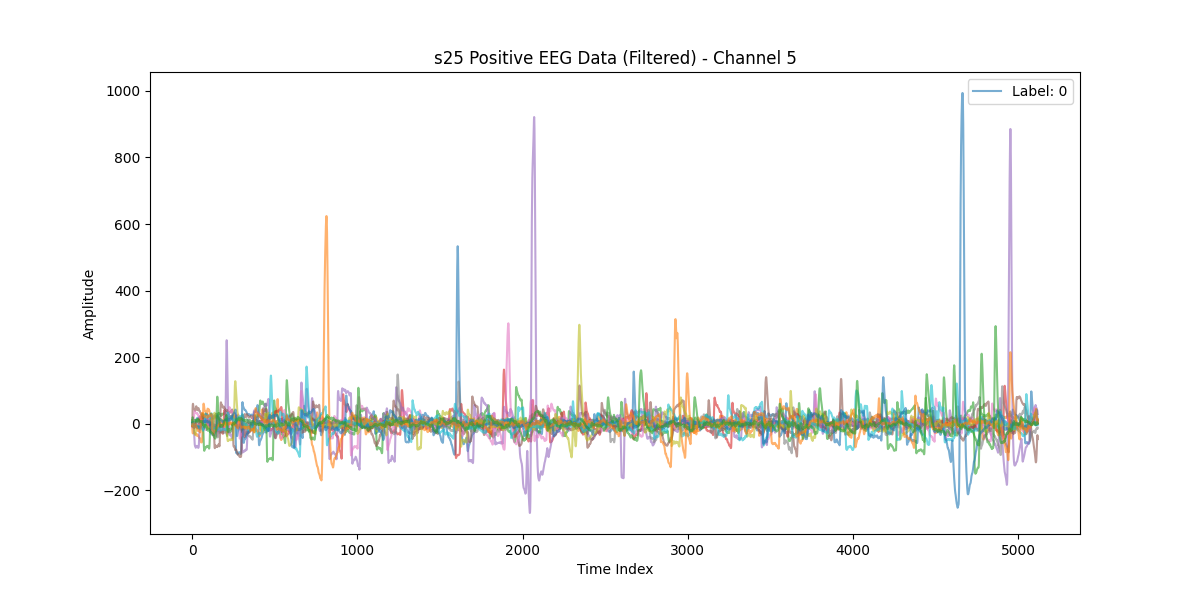 s25 Positive EEG Data (Filtered) - Channel 5
Label: 0
Amplitude
1000
800
600
400
200
0
−200
0 1000 2000 3000 4000 5000
Time Index